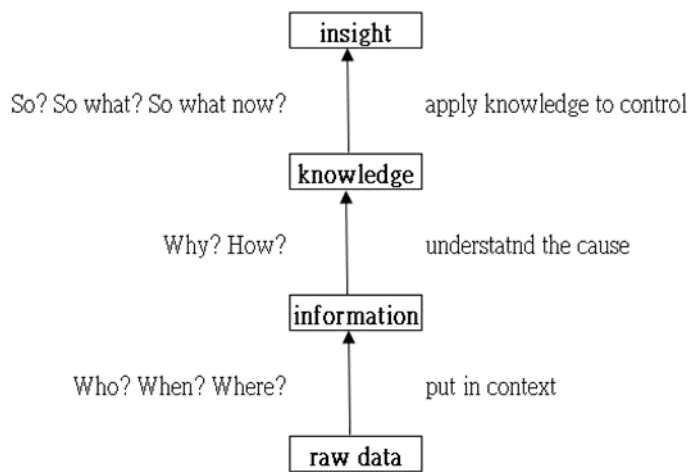 insight
So? So what? So what now?
apply knowledge to control
knowledge
Why? How?
understatnd the cause
information
Who? When? Where?
put in context
raw data